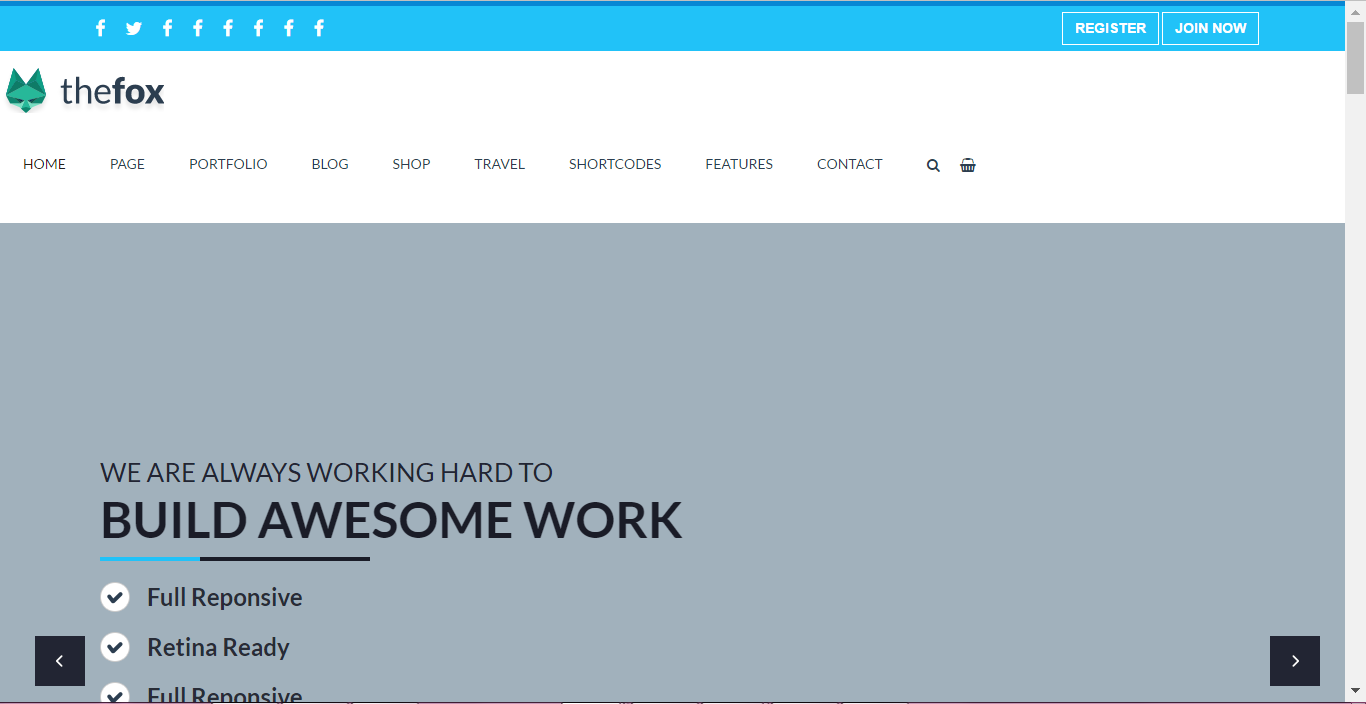 REGISTER JOIN NOW
thefox
HOME PAGE PORTFOLIO BLOG SHOP TRAVEL SHORTCODES FEATURES CONTACT
WE ARE ALWAYS WORKING HARD TO
BUILD AWESOME WORK
Full Reponsive
Retina Ready
Full Reponsive